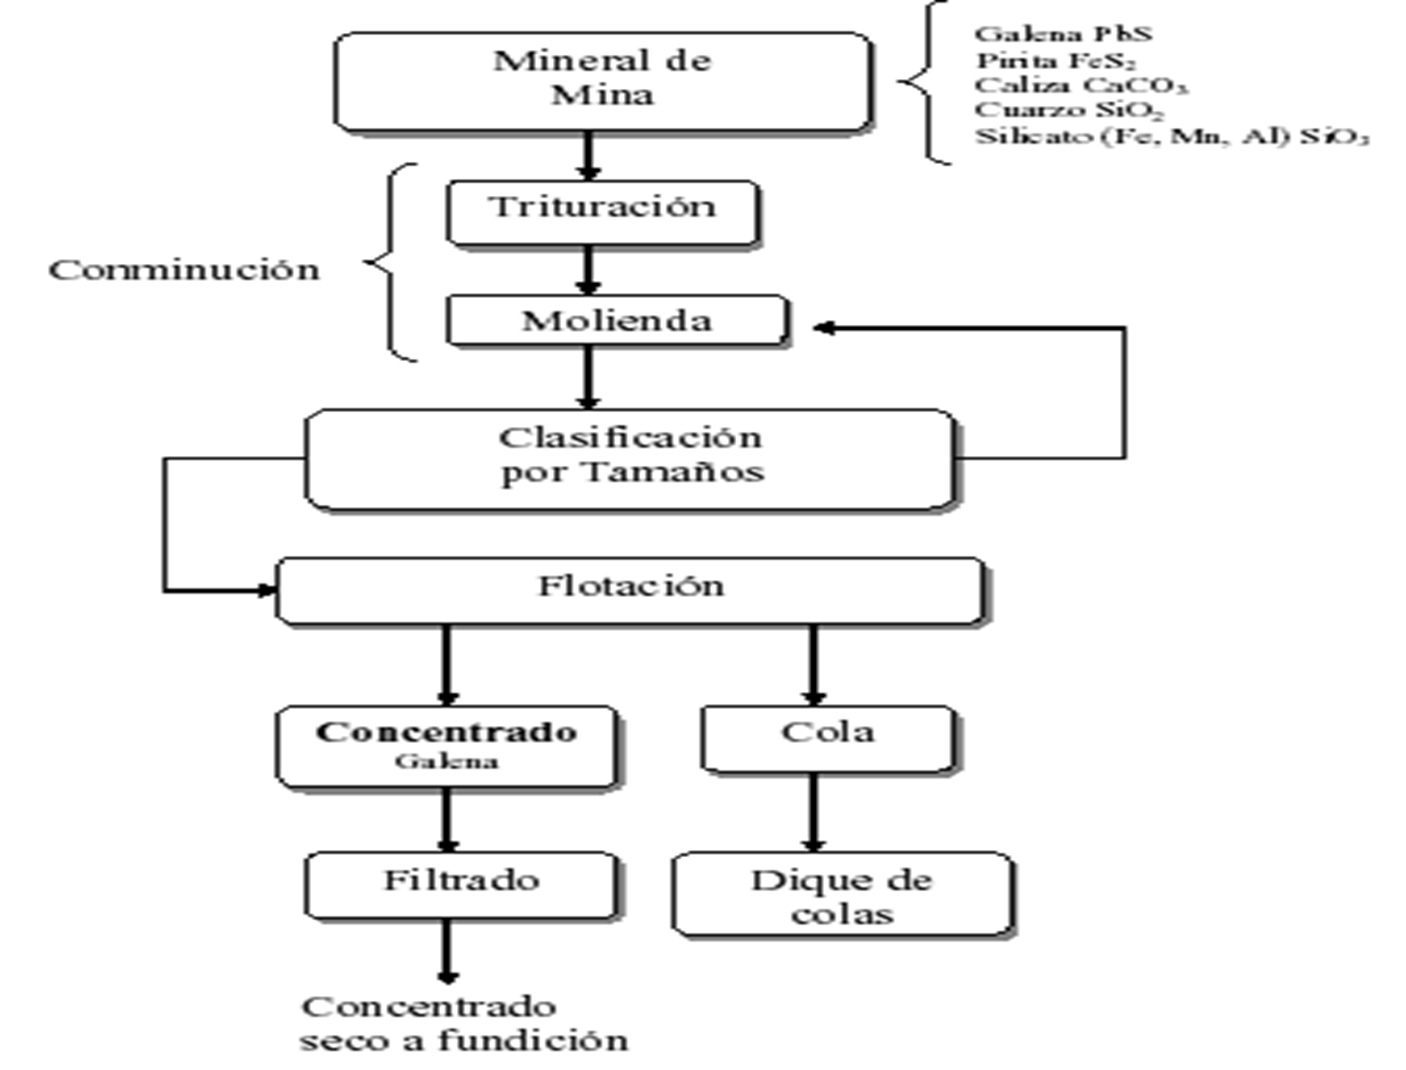 Mineral de
Mina
Galena PbS
Pirita FeS₂
Caliza CaCO₃
Cuarzo SiO₂
Silicato (Fe, Mn, Al) SiO₃
Trituración
Conminución
Molienda
Clasificación
por Tamaños
Flotación
Concentrado
Galena
Cola
Filtrado
Dique de
colas
Concentrado
seco a fundición